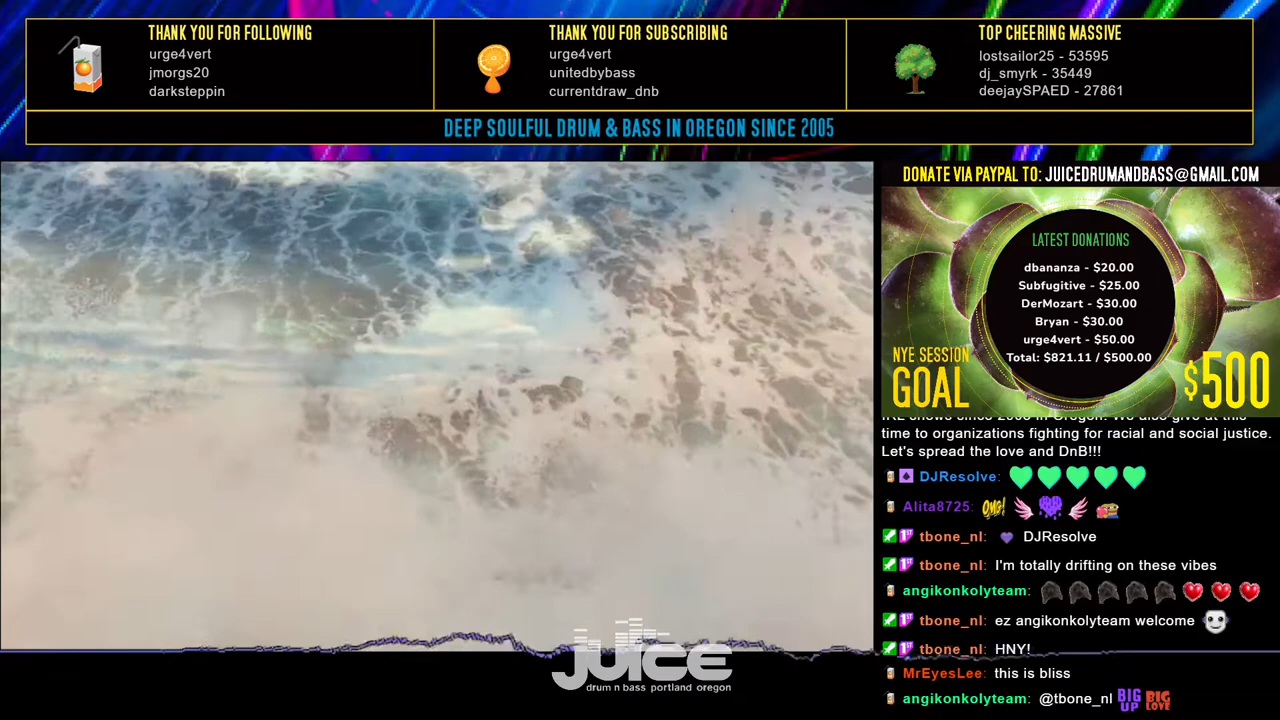 THANK YOU FOR FOLLOWING
urge4vert
jmorgs20
darksteppin
THANK YOU FOR SUBSCRIBING
urge4vert
unitedbybass
currentdraw_dnb
TOP CHEERING MASSIVE
lostsailor25 - 53595
dj_smyrk - 35449
deejaySPAED - 27861
DEEP SOULFUL DRUM & BASS IN OREGON SINCE 2005
DONATE VIA PAYPAL TO: JUICEDRUMANDBASS@GMAIL.COM
LATEST DONATIONS
dbananza - $20.00
Subfugitive - $25.00
DerMozart - $30.00
Bryan - $30.00
urge4vert - $50.00
Total: $821.11 / $500.00
NYE SESSION
GOAL
$500
time to organizations fighting for racial and social justice.
Let's spread the love and DnB!!!
DJResolve:
Alita8725: OMG!
tbone_nl: DJResolve
tbone_nl: I'm totally drifting on these vibes
angikonkolyteam:
tbone_nl: ez angikonkolyteam welcome
tbone_nl: HNY!
MrEyesLee: this is bliss
angikonkolyteam: @tbone_nl BIG UP BIG LOVE
juice
drum n bass portland oregon